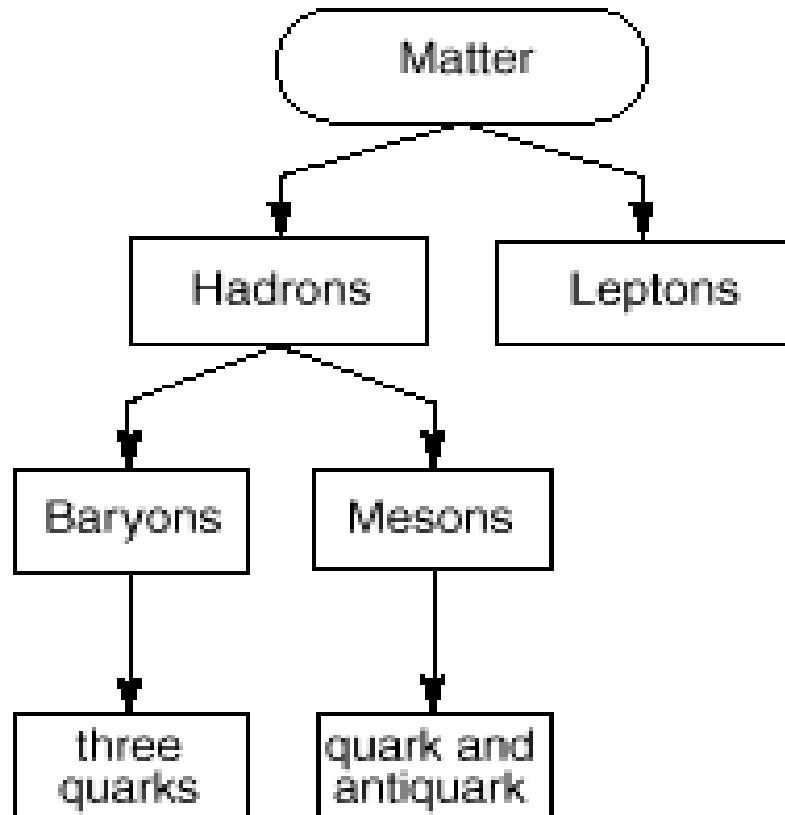 Matter
Hadrons
Leptons
Baryons
Mesons
three
quarks
quark and
antiquark